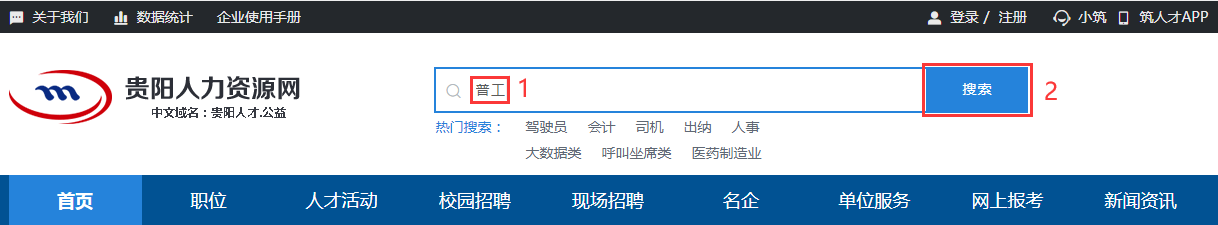 关于我们 数据统计 企业使用手册 登录 / 注册 小筑 筑人才APP
贵阳人力资源网
中文域名：贵阳人才.公益
普工 1 搜索 2
热门搜索： 驾驶员 会计 司机 出纳 人事
大数据类 呼叫坐席类 医药制造业
首页 职位 人才活动 校园招聘 现场招聘 名企 单位服务 网上报考 新闻资讯